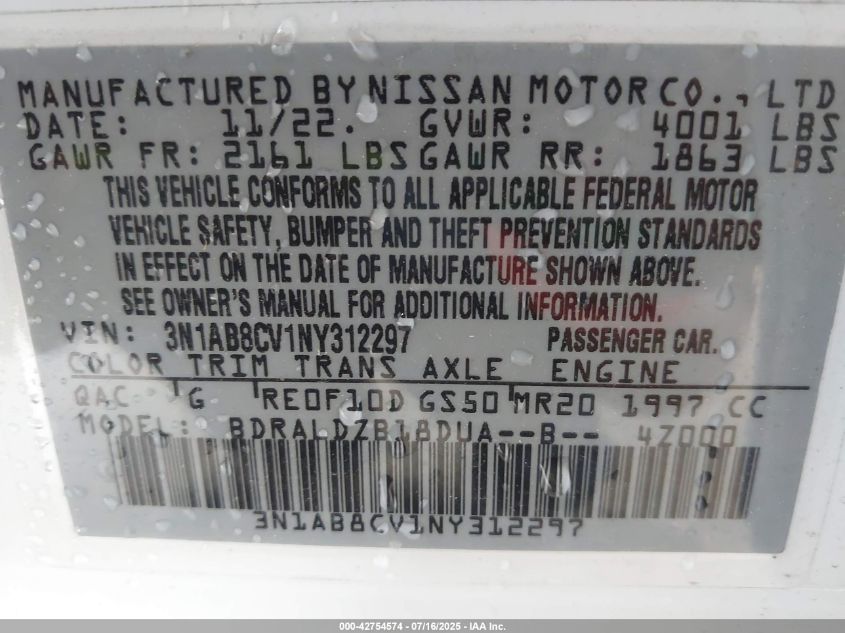 MANUFACTURED BY NISSAN MOTOR CO., LTD
DATE: 11/22. GVWR: 4001 LBS
GAWR FR: 2161 LBS GAWR RR: 1863 LBS
THIS VEHICLE CONFORMS TO ALL APPLICABLE FEDERAL MOTOR
VEHICLE SAFETY, BUMPER AND THEFT PREVENTION STANDARDS
IN EFFECT ON THE DATE OF MANUFACTURE SHOWN ABOVE.
SEE OWNER'S MANUAL FOR ADDITIONAL INFORMATION.
VIN: 3N1AB8CV1NY312297 PASSENGER CAR.
COLOR TRIM TRANS AXLE ENGINE
QAC G RE0F10D GS50 MR20 1997 CC
MODEL: BDRALDZB18DUA--B-- 4Z000
3N1AB8CV1NY312297
000-42754574 - 07/16/2025 - IAA Inc.